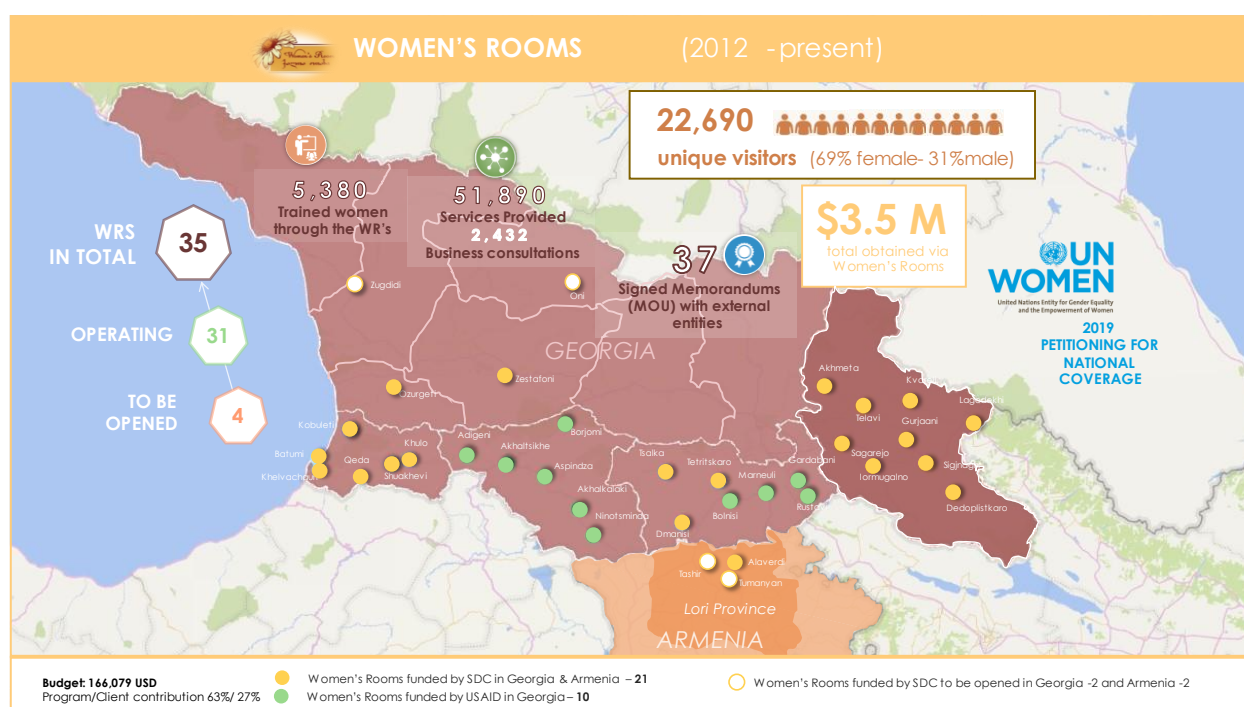 WOMEN'S ROOMS (2012 - present)
22,690
unique visitors (69% female- 31%male)
5,380
Trained women
through the WR's
51,890
Services Provided
2,432
Business consultations
37
Signed Memorandums
(MOU) with external
entities
$3.5 M
total obtained via
Women's Rooms
WRS
IN TOTAL
35
OPERATING
31
TO BE
OPENED
4
UN
WOMEN
United Nations Entity for Gender Equality
and the Empowerment of Women
2019
PETITIONING FOR
NATIONAL
COVERAGE
Zugdidi
Oni
GEORGIA
Zestafoni
Ozurgeti
Kobuleti
Batumi
Khelvachauri
Qeda
Khulo
Shuakhevi
Adigeni
Akhaltsikhe
Borjomi
Aspindza
Akhalkalaki
Ninotsminda
Tsalka
Tetritskaro
Marneuli
Gardabani
Bolnisi
Dmanisi
Akhmeta
Telavi
Gurjaani
Lagodekhi
Sagarejo
Iormugalno
Dedoplistkaro
Tashir
Alaverdi
Tumanyan
Lori Province
ARMENIA
Budget: 166,079 USD
Program/Client contribution 63%/ 27%
Women's Rooms funded by SDC in Georgia & Armenia – 21
Women's Rooms funded by USAID in Georgia – 10
Women's Rooms funded by SDC to be opened in Georgia -2 and Armenia -2